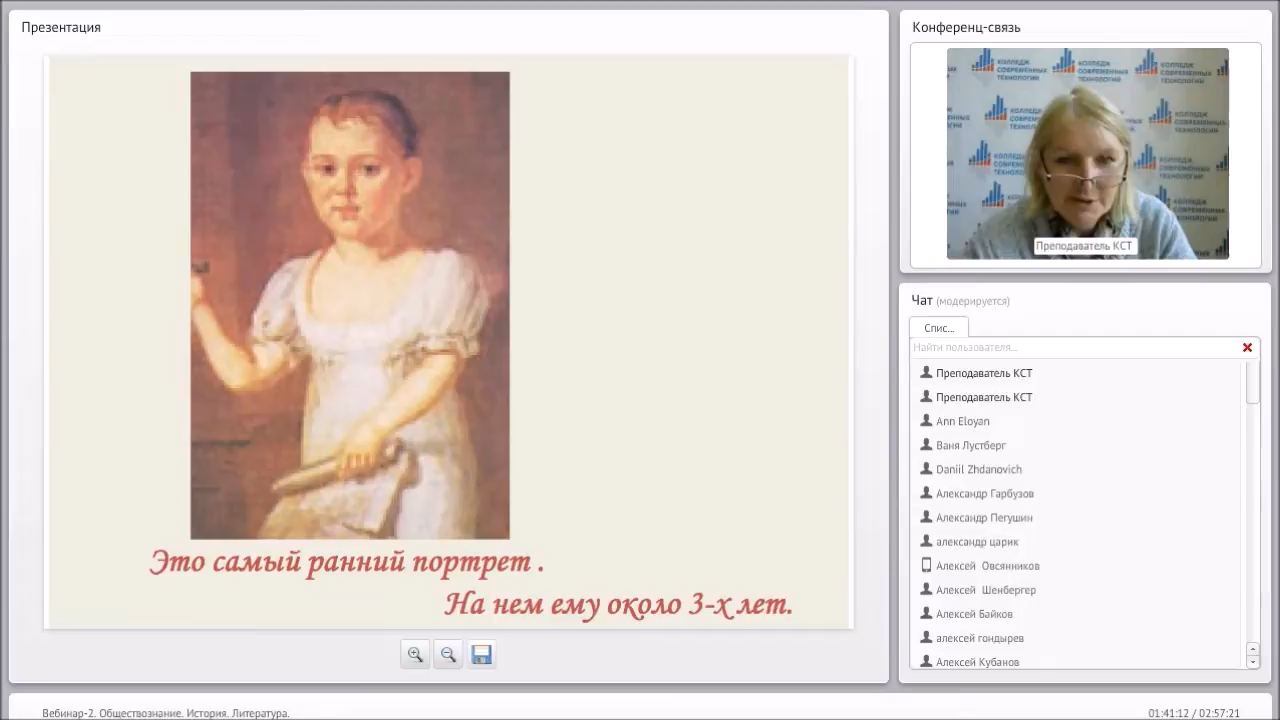 Презентация
Это самый ранний портрет .
На нем ему около 3-х лет.
Конференц-связь
КОЛЛЕДЖ
СОВРЕМЕННЫХ
ТЕХНОЛОГИЙ
Преподаватель КСТ
Чат (модерируется)
Спис...
Найти пользователя...
Преподаватель КСТ
Преподаватель КСТ
Ann Eloyan
Ваня Лустберг
Daniil Zhdanovich
Александр Гарбузов
Александр Пегушин
александр царик
Алексей Овсянников
Алексей Шенбергер
Алексей Байков
алексей гондырев
Алексей Кубанов
Вебинар-2. Обществознание. История. Литература.
01:41:12 / 02:57:21